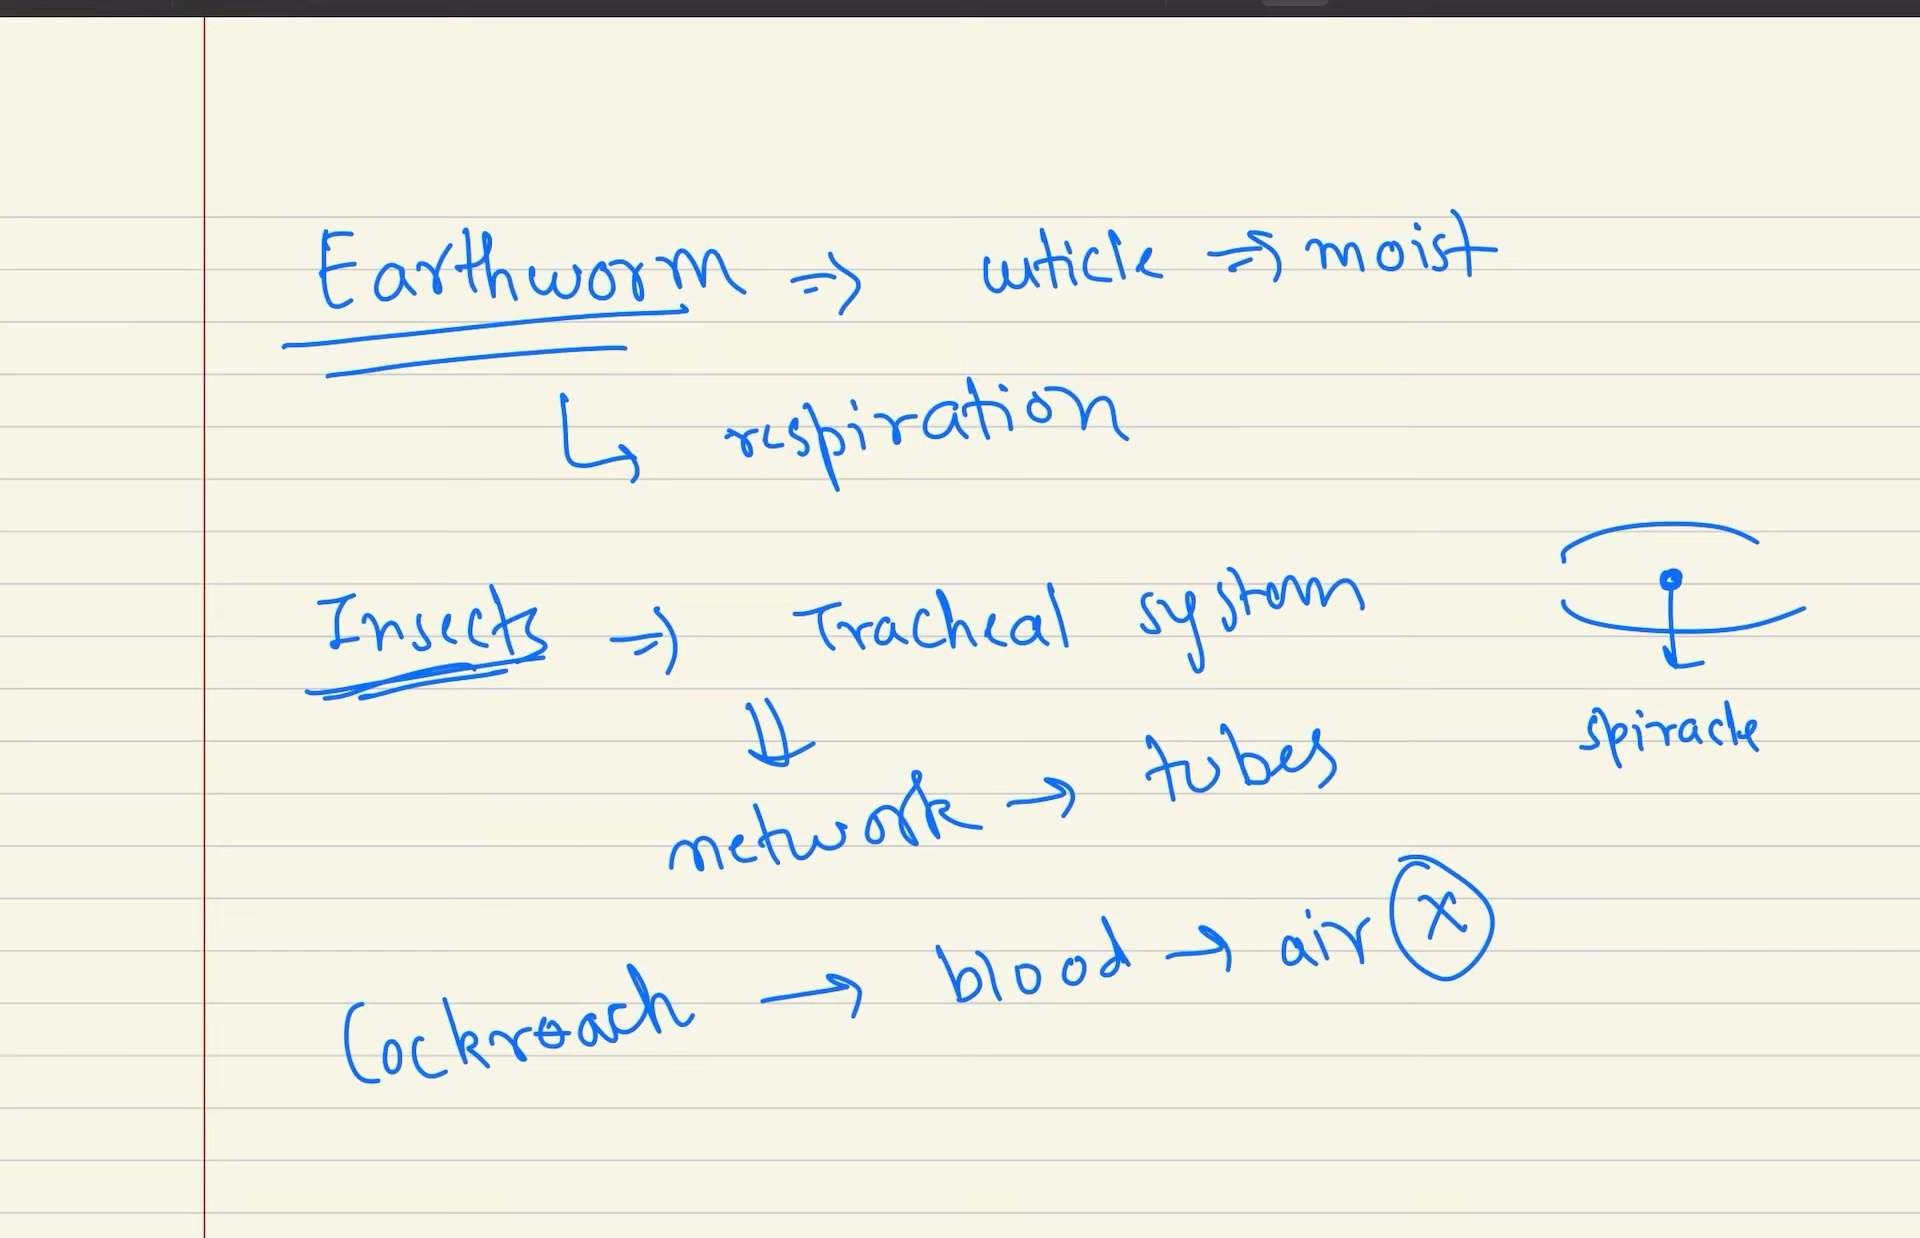 Earthworm => cuticle => moist
↳ respiration
Insects => Tracheal system
spiracle
⇓
network → tubes
Cockroach → blood → air X